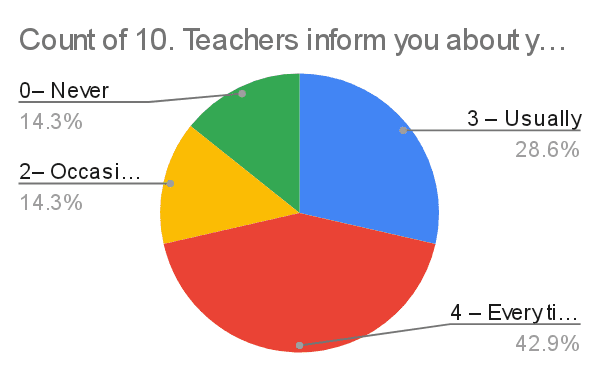 Count of 10. Teachers inform you about y…
0– Never
14.3%
3 – Usually
28.6%
2– Occasi…
14.3%
4 – Everyti…
42.9%